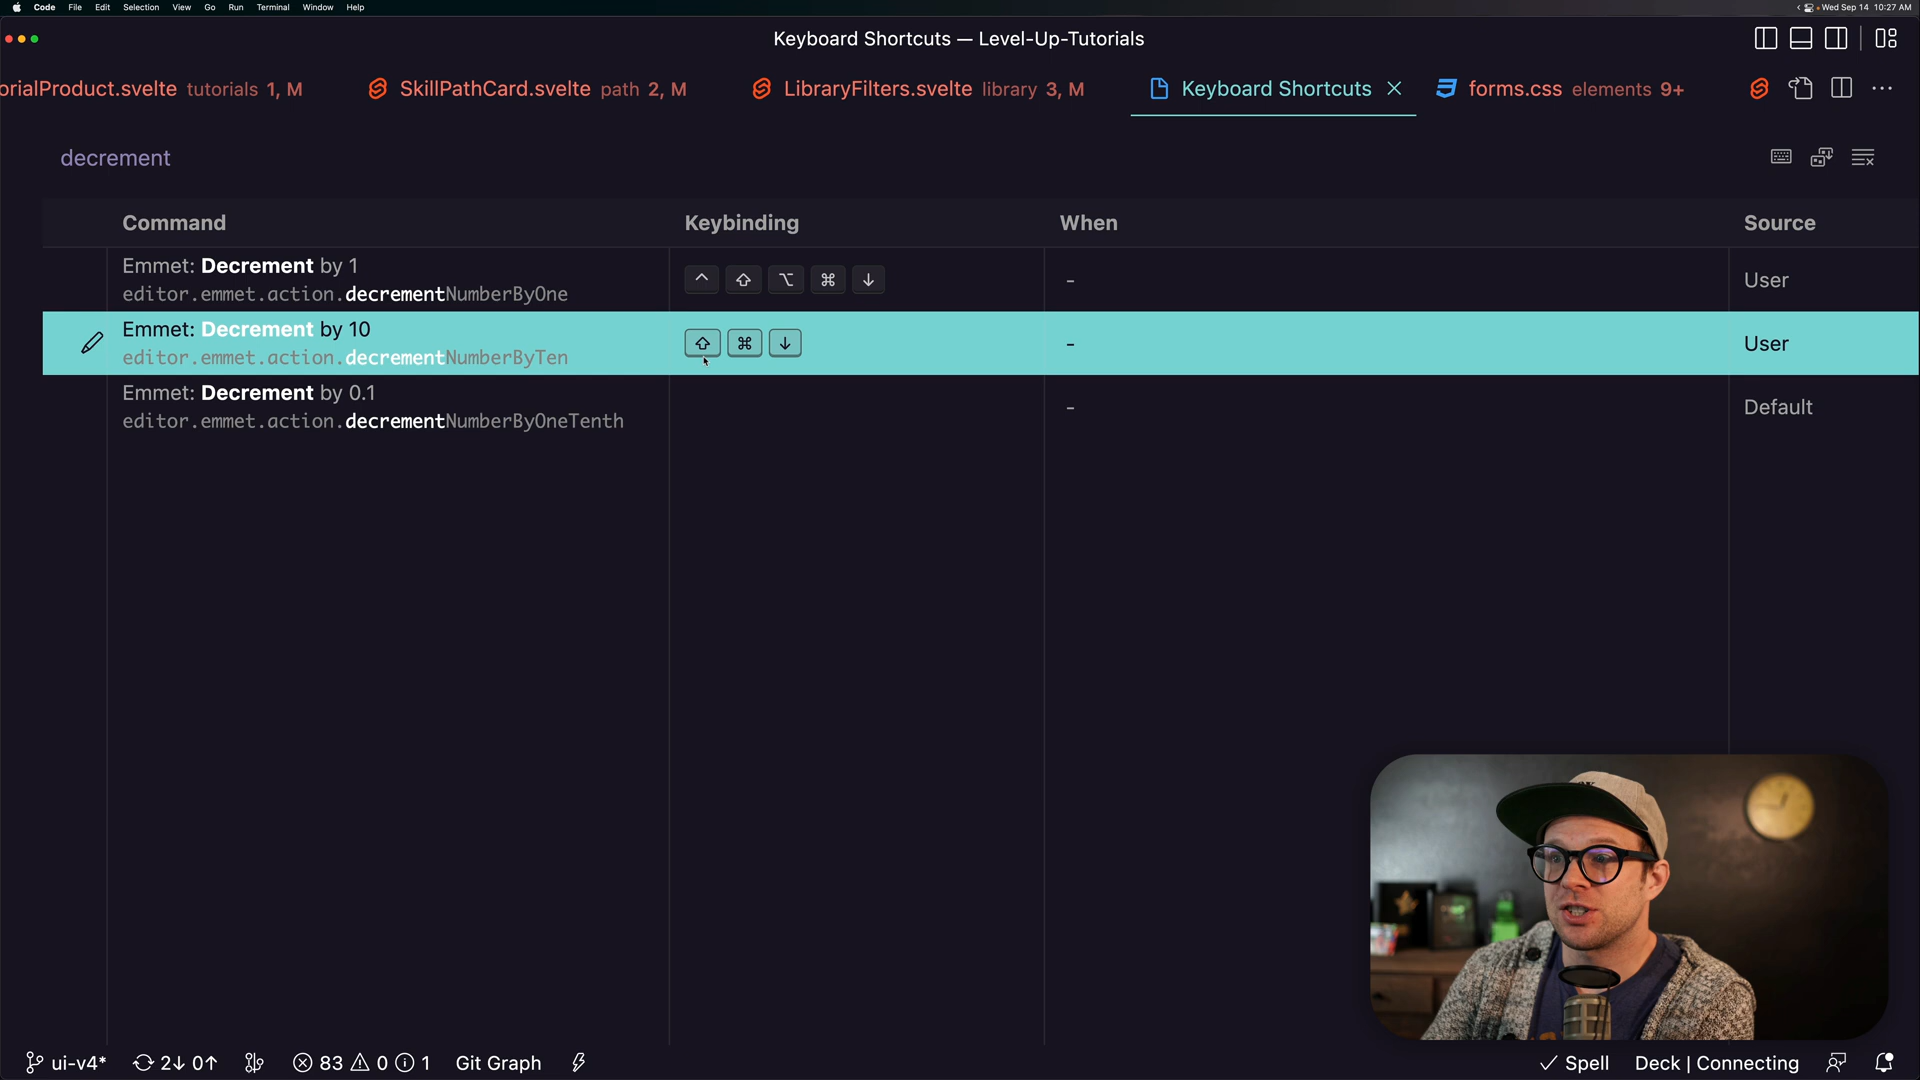 Code File Edit Selection View Go Run Terminal Window Help
Wed Sep 14 10:27 AM
Keyboard Shortcuts — Level-Up-Tutorials
orialProduct.svelte tutorials 1, M
SkillPathCard.svelte path 2, M
LibraryFilters.svelte library 3, M
Keyboard Shortcuts
forms.css elements 9+
decrement
Command Keybinding When Source
Emmet: Decrement by 1
editor.emmet.action.decrementNumberByOne
^ ⇧ ⌥ ⌘ ↓ - User
Emmet: Decrement by 10
editor.emmet.action.decrementNumberByTen
⇧ ⌘ ↓ - User
Emmet: Decrement by 0.1
editor.emmet.action.decrementNumberByOneTenth
- Default
ui-v4* 2↓ 0↑ 83 0 1 Git Graph
Spell Deck | Connecting